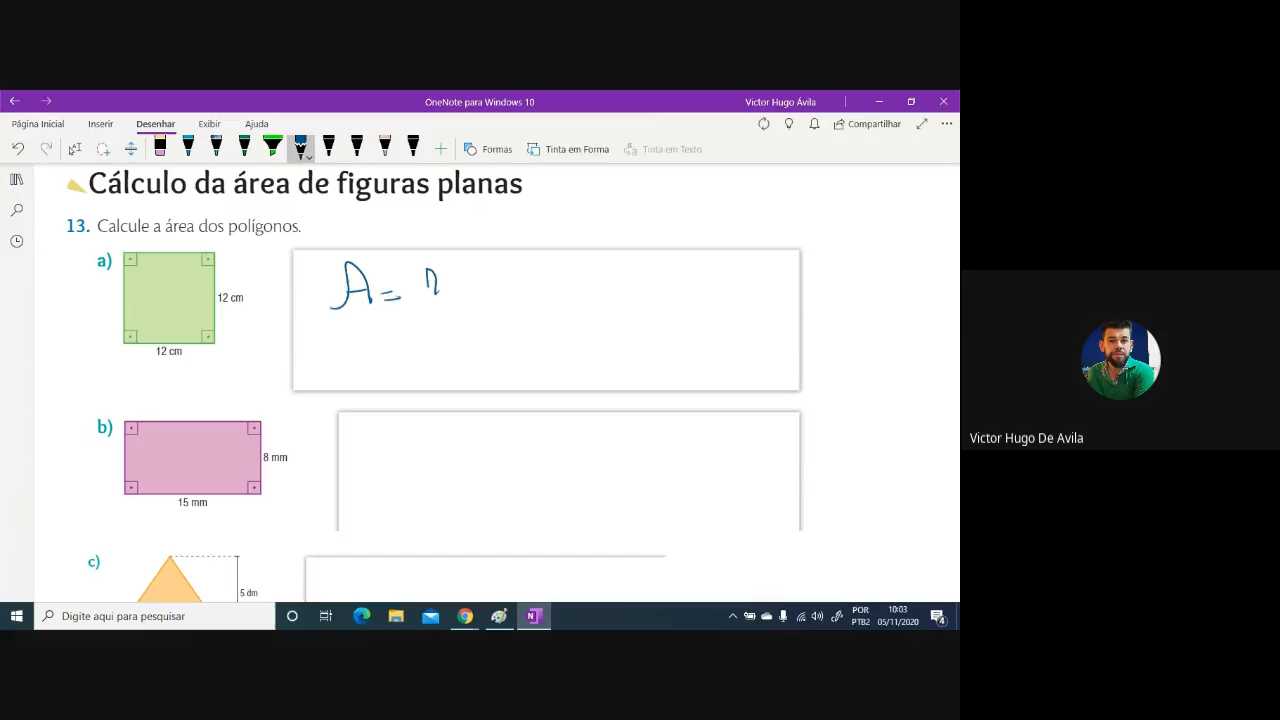 OneNote para Windows 10
Victor Hugo Ávila
Página Inicial Inserir Desenhar Exibir Ajuda
Compartilhar
Formas Tinta em Forma Tinta em Texto
Cálculo da área de figuras planas
13. Calcule a área dos polígonos.
a)
A =
12 cm
12 cm
b)
8 mm
15 mm
c)
5 dm
Victor Hugo De Avila
Digite aqui para pesquisar
POR
PTB2
10:03
05/11/2020
4